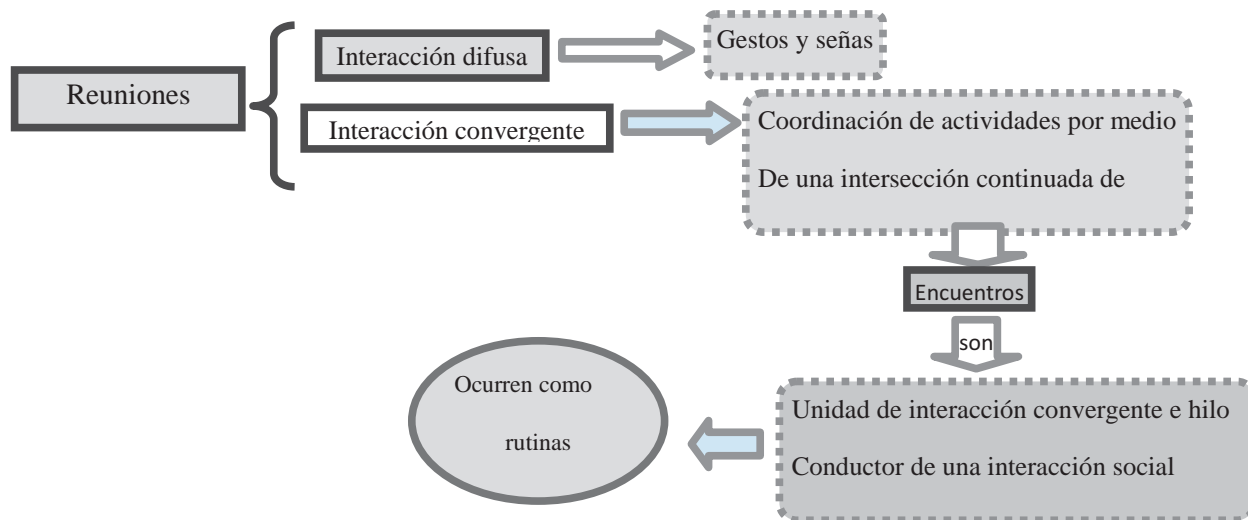 Reuniones
Interacción difusa
Gestos y señas
Interacción convergente
Coordinación de actividades por medio
De una intersección continuada de
Encuentros
son
Unidad de interacción convergente e hilo
Conductor de una interacción social
Ocurren como
rutinas